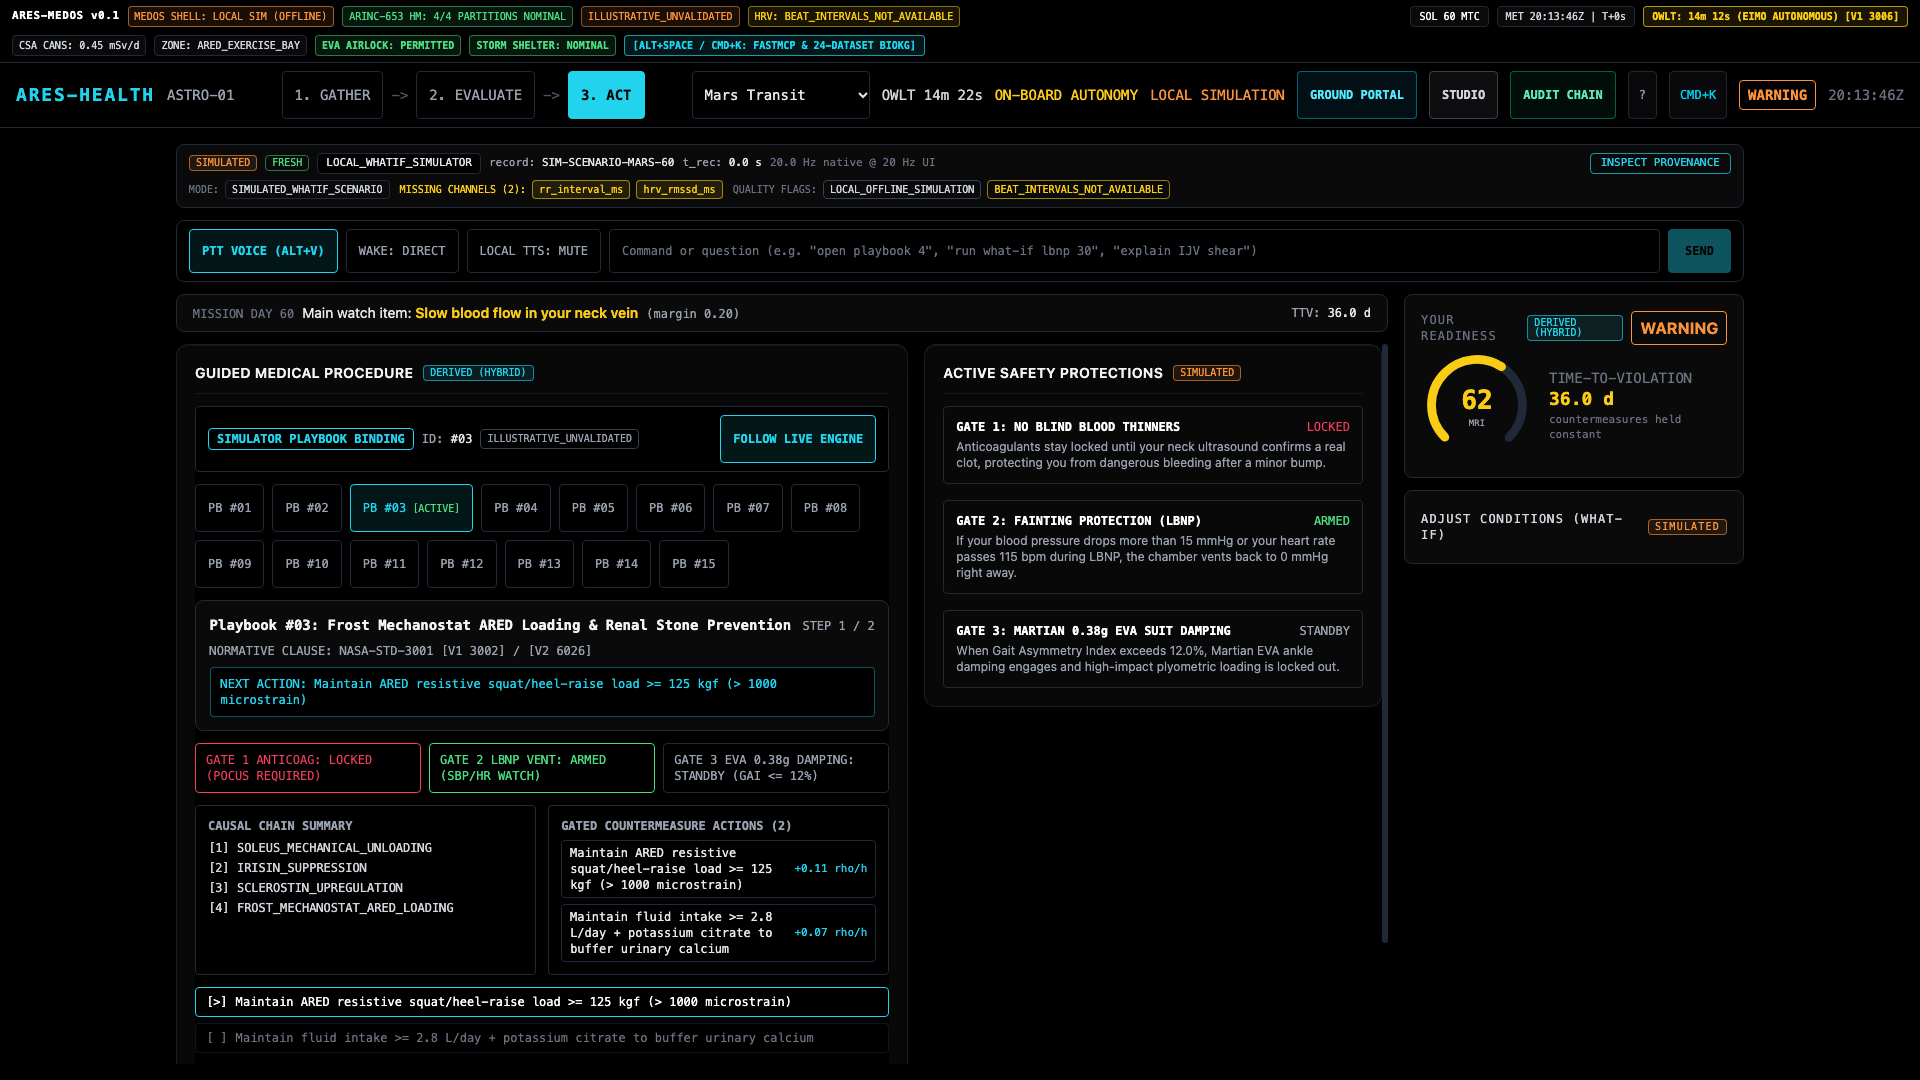 ARES-MEDOS v0.1 MEDOS SHELL: LOCAL SIM (OFFLINE) ARINC-653 HM: 4/4 PARTITIONS NOMINAL ILLUSTRATIVE_UNVALIDATED HRV: BEAT_INTERVALS_NOT_AVAILABLE SOL 60 MTC MET 20:13:46Z | T+0s OWLT: 14m 12s (EIMO AUTONOMOUS) [V1 3006]
CSA CANS: 0.45 mSv/d ZONE: ARED_EXERCISE_BAY EVA AIRLOCK: PERMITTED STORM SHELTER: NOMINAL [ALT+SPACE / CMD+K: FASTMCP & 24-DATASET BIOKG]
ARES-HEALTH ASTRO-01 1. GATHER -> 2. EVALUATE -> 3. ACT Mars Transit OWLT 14m 22s ON-BOARD AUTONOMY LOCAL SIMULATION GROUND PORTAL STUDIO AUDIT CHAIN ? CMD+K WARNING 20:13:46Z
SIMULATED FRESH LOCAL_WHATIF_SIMULATOR record: SIM-SCENARIO-MARS-60 t_rec: 0.0 s 20.0 Hz native @ 20 Hz UI INSPECT PROVENANCE
MODE: SIMULATED_WHATIF_SCENARIO MISSING CHANNELS (2): rr_interval_ms hrv_rmssd_ms QUALITY FLAGS: LOCAL_OFFLINE_SIMULATION BEAT_INTERVALS_NOT_AVAILABLE
PTT VOICE (ALT+V) WAKE: DIRECT LOCAL TTS: MUTE Command or question (e.g. "open playbook 4", "run what-if lbnp 30", "explain IJV shear") SEND
MISSION DAY 60 Main watch item: Slow blood flow in your neck vein (margin 0.20) TTV: 36.0 d
GUIDED MEDICAL PROCEDURE DERIVED (HYBRID)
SIMULATOR PLAYBOOK BINDING ID: #03 ILLUSTRATIVE_UNVALIDATED FOLLOW LIVE ENGINE
PB #01 PB #02 PB #03 [ACTIVE] PB #04 PB #05 PB #06 PB #07 PB #08
PB #09 PB #10 PB #11 PB #12 PB #13 PB #14 PB #15
Playbook #03: Frost Mechanostat ARED Loading & Renal Stone Prevention STEP 1 / 2
NORMATIVE CLAUSE: NASA-STD-3001 [V1 3002] / [V2 6026]
NEXT ACTION: Maintain ARED resistive squat/heel-raise load >= 125 kgf (> 1000
microstrain)
GATE 1 ANTICOAG: LOCKED
(POCUS REQUIRED)
GATE 2 LBNP VENT: ARMED
(SBP/HR WATCH)
GATE 3 EVA 0.38g DAMPING:
STANDBY (GAI <= 12%)
CAUSAL CHAIN SUMMARY
[1] SOLEUS_MECHANICAL_UNLOADING
[2] IRISIN_SUPPRESSION
[3] SCLEROSTIN_UPREGULATION
[4] FROST_MECHANOSTAT_ARED_LOADING
GATED COUNTERMEASURE ACTIONS (2)
Maintain ARED resistive
squat/heel-raise load >= 125
kgf (> 1000 microstrain)
+0.11 rho/h
Maintain fluid intake >= 2.8
L/day + potassium citrate to
buffer urinary calcium
+0.07 rho/h
[>] Maintain ARED resistive squat/heel-raise load >= 125 kgf (> 1000 microstrain)
[ ] Maintain fluid intake >= 2.8 L/day + potassium citrate to buffer urinary calcium
ACTIVE SAFETY PROTECTIONS SIMULATED
GATE 1: NO BLIND BLOOD THINNERS LOCKED
Anticoagulants stay locked until your neck ultrasound confirms a real
clot, protecting you from dangerous bleeding after a minor bump.
GATE 2: FAINTING PROTECTION (LBNP) ARMED
If your blood pressure drops more than 15 mmHg or your heart rate
passes 115 bpm during LBNP, the chamber vents back to 0 mmHg
right away.
GATE 3: MARTIAN 0.38g EVA SUIT DAMPING STANDBY
When Gait Asymmetry Index exceeds 12.0%, Martian EVA ankle
damping engages and high-impact plyometric loading is locked out.
YOUR
READINESS
DERIVED
(HYBRID)
WARNING
62
MRI
TIME-TO-VIOLATION
36.0 d
countermeasures held
constant
ADJUST CONDITIONS (WHAT-
IF)
SIMULATED